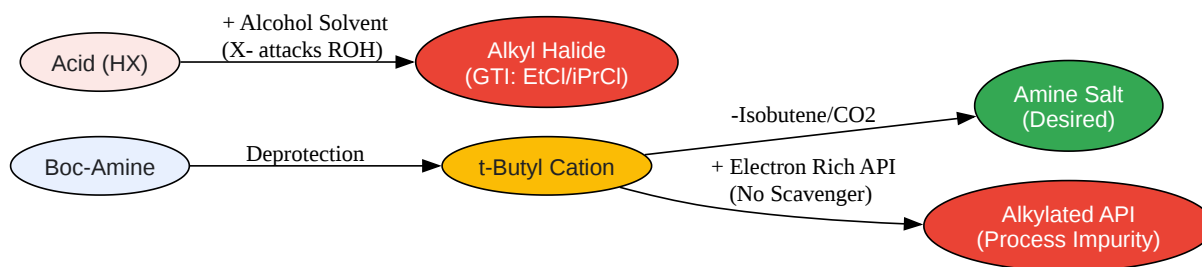 Acid (HX)
+ Alcohol Solvent
(X- attacks ROH)
Alkyl Halide
(GTI: EtCl/iPrCl)
Boc-Amine
Deprotection
t-Butyl Cation
-Isobutene/CO2
Amine Salt
(Desired)
+ Electron Rich API
(No Scavenger)
Alkylated API
(Process Impurity)